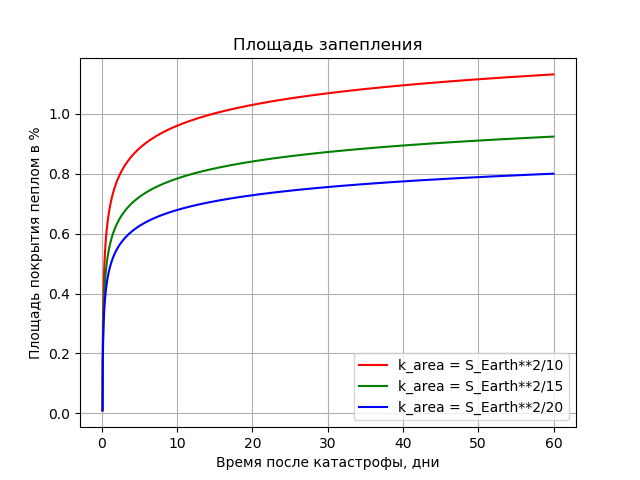 Площадь запепления
Площадь покрытия пеплом в %
1.0
0.8
0.6
0.4
0.2
0.0
k_area = S_Earth**2/10
k_area = S_Earth**2/15
k_area = S_Earth**2/20
0 10 20 30 40 50 60
Время после катастрофы, дни